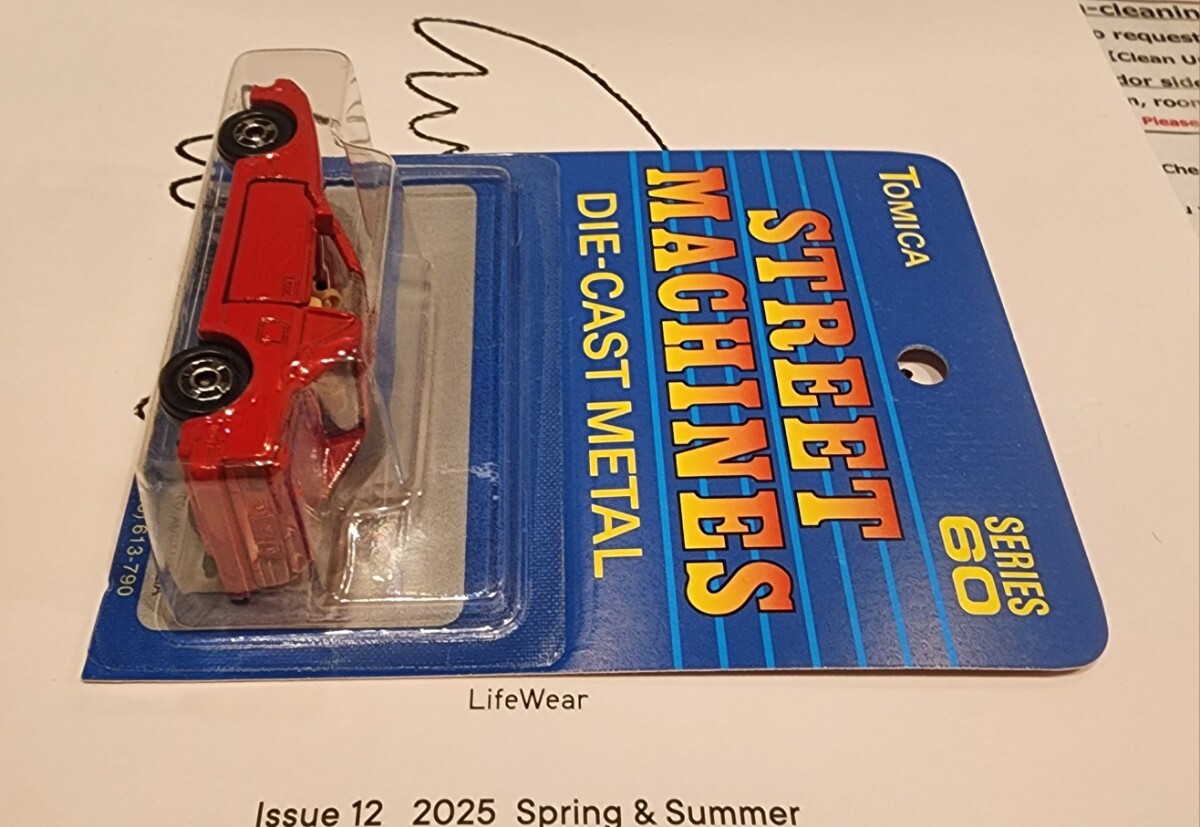 TOMICA
SERIES
60
STREET
MACHINES
DIE-CAST METAL
613-790
LifeWear
Issue 12 2025 Spring & Summer
-cleanin
request
[Clean U
dor side
, roo
Please
Che